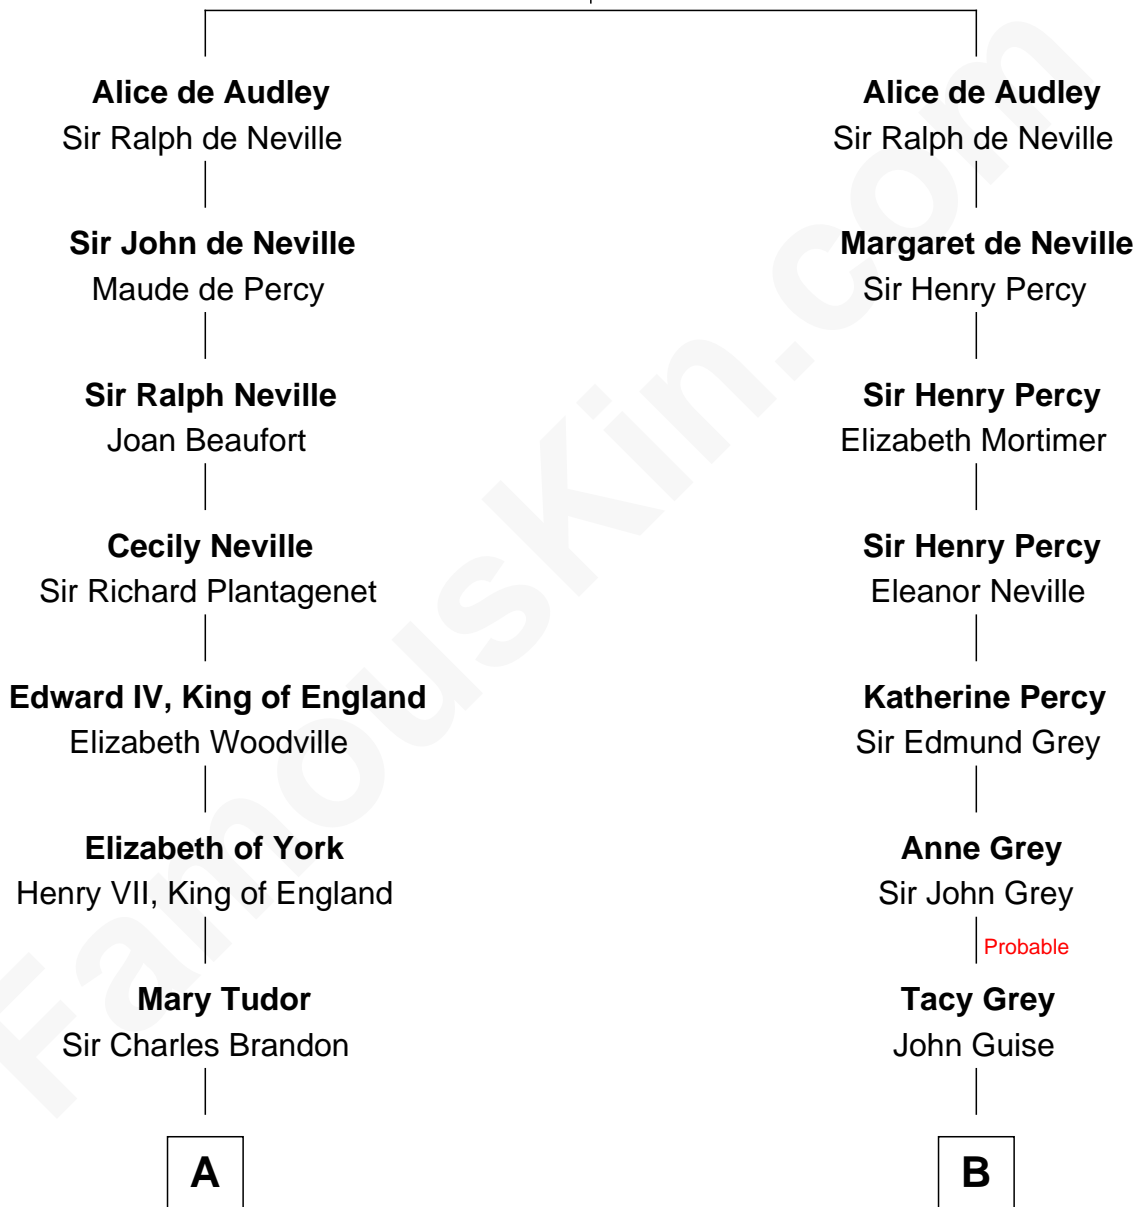 Alice de Audley
Sir Ralph de Neville
Sir John de Neville
Maude de Percy
Sir Ralph Neville
Joan Beaufort
Cecily Neville
Sir Richard Plantagenet
Edward IV, King of England
Elizabeth Woodville
Elizabeth of York
Henry VII, King of England
Mary Tudor
Sir Charles Brandon
A
Alice de Audley
Sir Ralph de Neville
Margaret de Neville
Sir Henry Percy
Sir Henry Percy
Elizabeth Mortimer
Sir Henry Percy
Eleanor Neville
Katherine Percy
Sir Edmund Grey
Anne Grey
Sir John Grey
Probable
Tacy Grey
John Guise
B
FamousKin.com